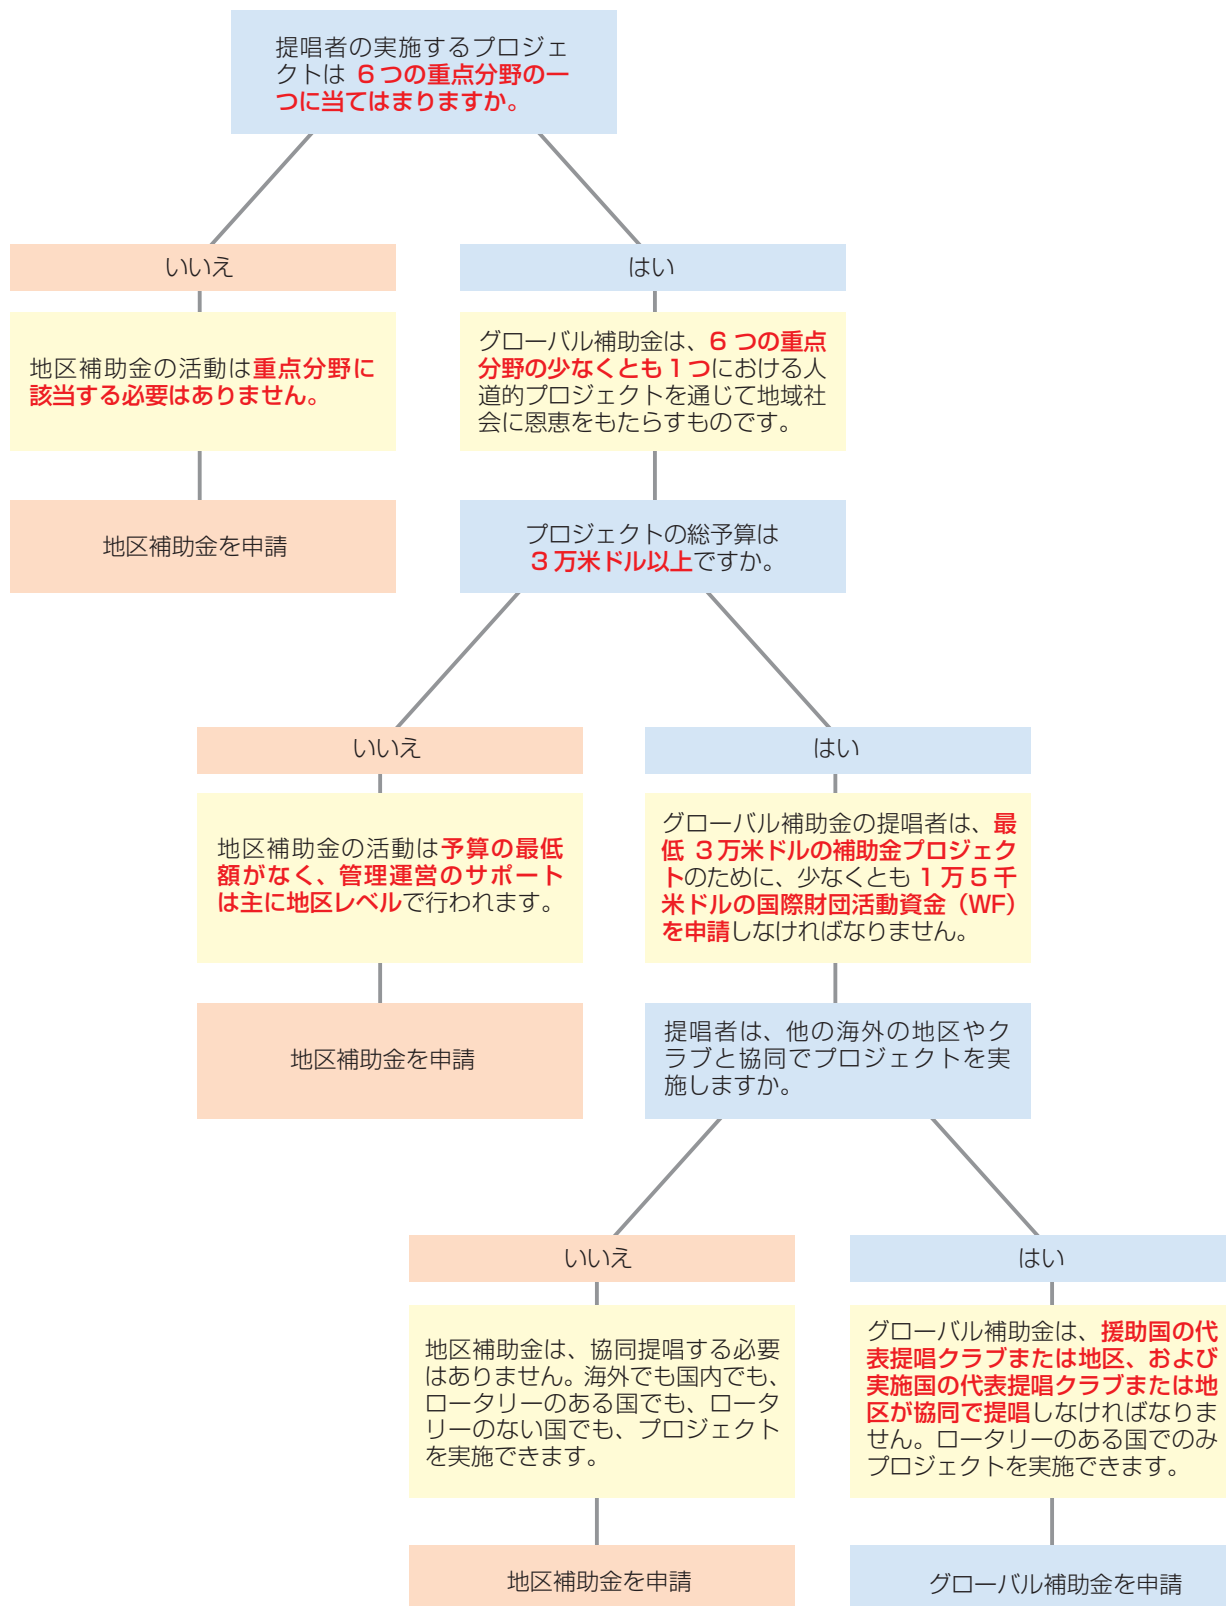 提唱者の実施するプロジェ
クトは 6つの重点分野の一
つに当てはまりますか。
いいえ
はい
地区補助金の活動は重点分野に
該当する必要はありません。
グローバル補助金は、6 つの重点
分野の少なくとも1つにおける人
道的プロジェクトを通じて地域社
会に恩恵をもたらすものです。
地区補助金を申請
プロジェクトの総予算は
3万米ドル以上ですか。
いいえ
はい
地区補助金の活動は予算の最低
額がなく、管理運営のサポート
は主に地区レベルで行われます。
グローバル補助金の提唱者は、最
低 3万米ドルの補助金プロジェク
トのために、少なくとも 1万5千
米ドルの国際財団活動資金（WF）
を申請しなければなりません。
地区補助金を申請
提唱者は、他の海外の地区やク
ラブと協同でプロジェクトを実
施しますか。
いいえ
はい
地区補助金は、協同提唱する必要
はありません。海外でも国内でも、
ロータリーのある国でも、ロータ
リーのない国でも、プロジェクト
を実施できます。
グローバル補助金は、援助国の代
表提唱クラブまたは地区、および
実施国の代表提唱クラブまたは地
区が協同で提唱しなければなりま
せん。ロータリーのある国でのみ
プロジェクトを実施できます。
地区補助金を申請
グローバル補助金を申請